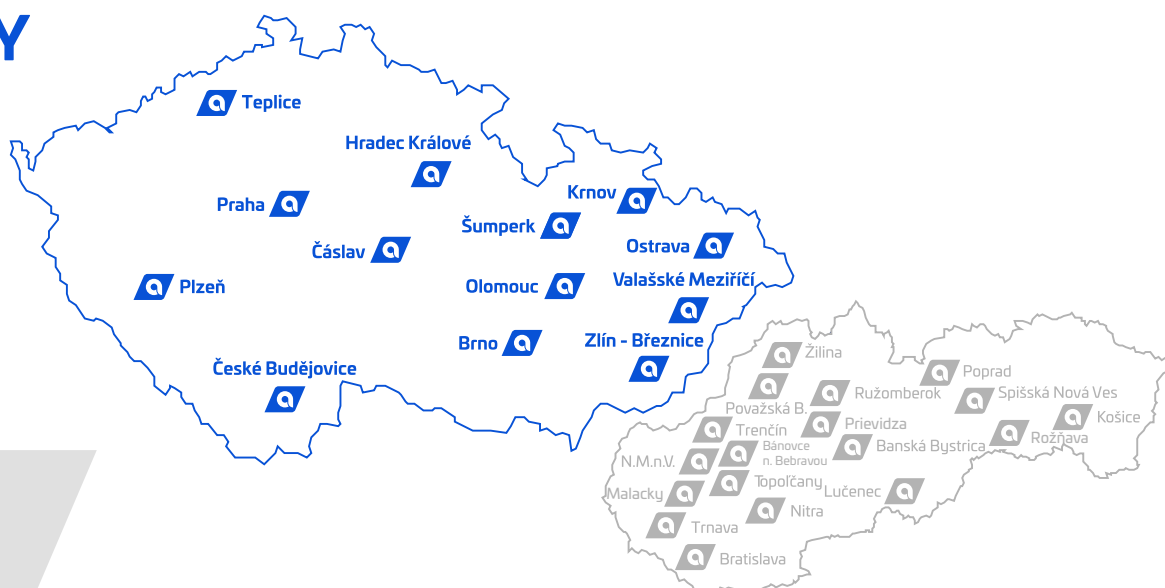 Y
Teplice
Hradec Králové
Praha
Krnov
Šumperk
Čáslav
Ostrava
Plzeň
Olomouc
Valašské Meziříčí
Brno
Zlín - Březnice
České Budějovice
Žilina
Poprad
Ružomberok
Spišská Nová Ves
Považská B.
Košice
Trenčín
Prievidza
Rožňava
Bánovce
n. Bebravou
Banská Bystrica
N.M.n.V.
Topoľčany
Lučenec
Malacky
Nitra
Trnava
Bratislava